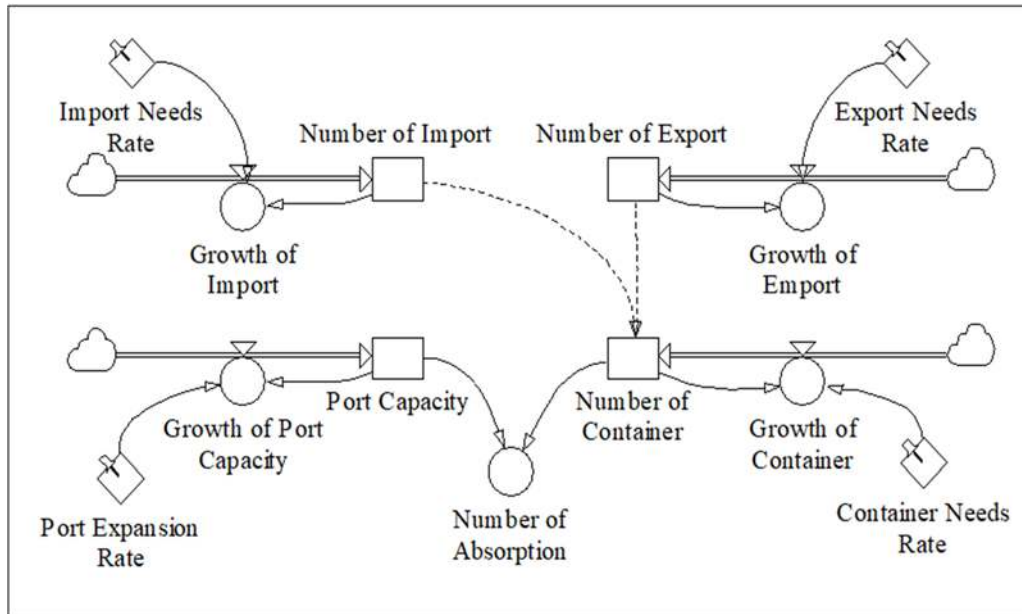 Import Needs
Rate
Number of Import
Number of Export
Export Needs
Rate
Growth of
Import
Growth of
Emport
Port Capacity
Number of
Container
Growth of Port
Capacity
Growth of
Container
Port Expansion
Rate
Number of
Absorption
Container Needs
Rate